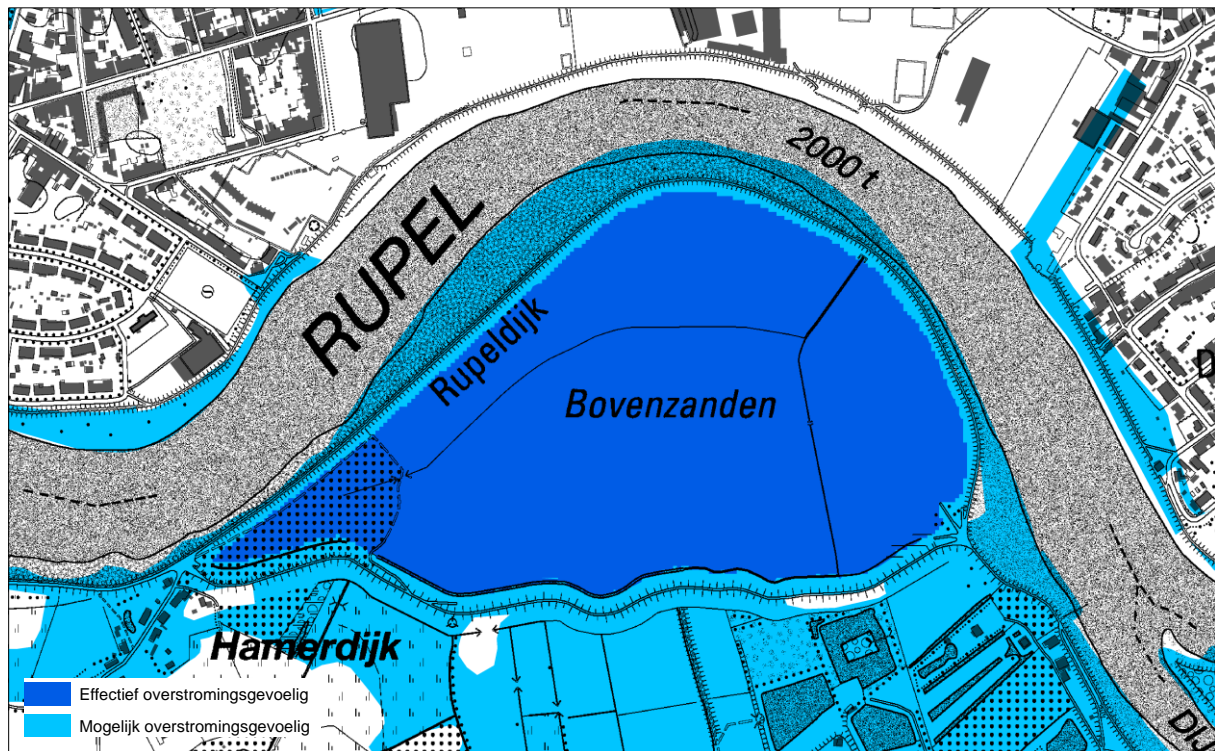 2000 t
RUPEL
Rupeldijk
Bovenzanden
Hamerdijk
Effectief overstromingsgevoelig
Mogelijk overstromingsgevoelig